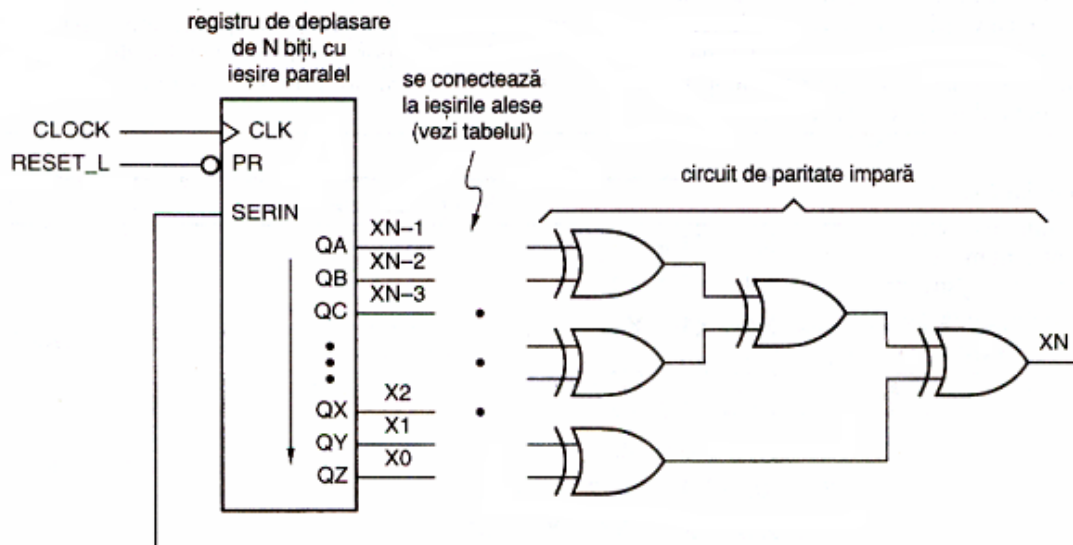 registru de deplasare
de N biți, cu
ieșire paralel
se conectează
la ieșirile alese
(vezi tabelul)
circuit de paritate impară
CLOCK
CLK
RESET_L
PR
SERIN
QA
XN–1
QB
XN–2
QC
XN–3
QX
X2
QY
X1
QZ
X0
XN